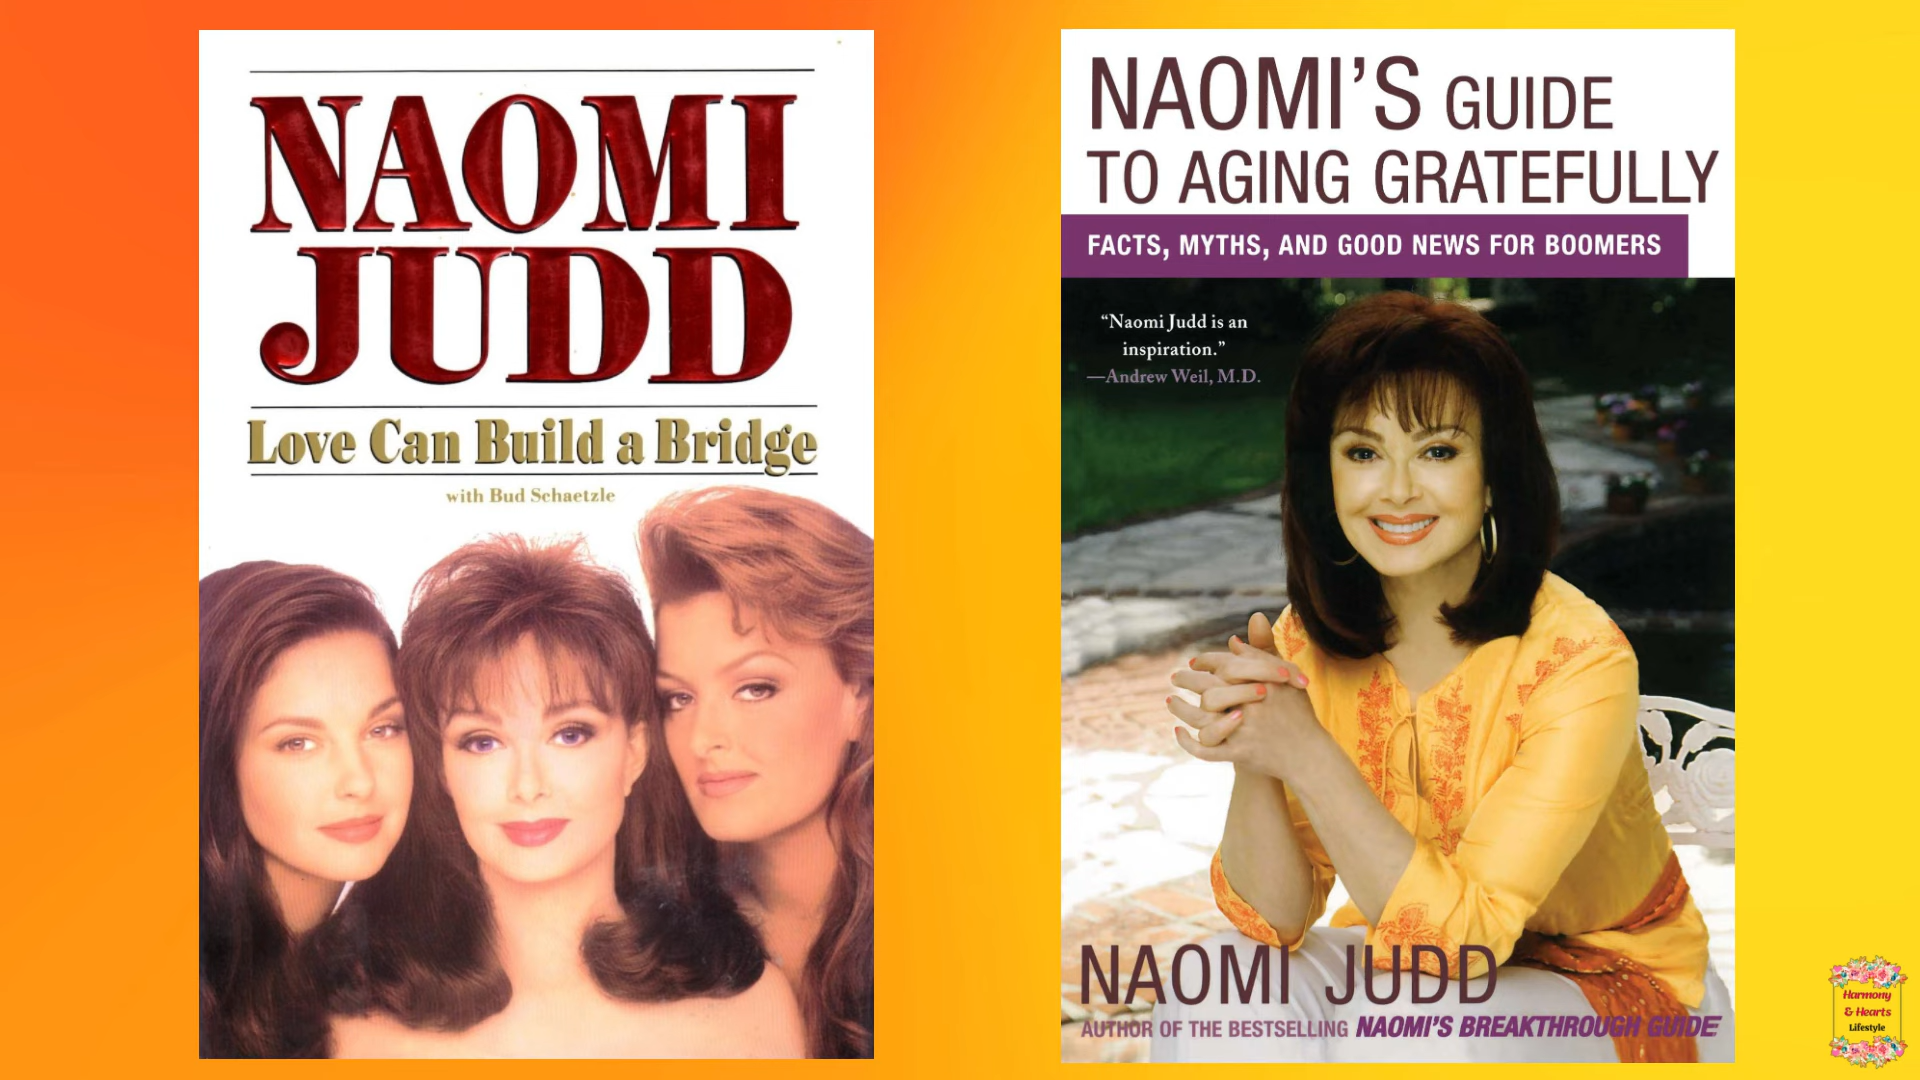 NAOMI
JUDD
Love Can Build a Bridge
with Bud Schaetzle
NAOMI'S GUIDE
TO AGING GRATEFULLY
FACTS, MYTHS, AND GOOD NEWS FOR BOOMERS
“Naomi Judd is an
inspiration.”
—Andrew Weil, M.D.
NAOMI JUDD
AUTHOR OF THE BESTSELLING NAOMI'S BREAKTHROUGH GUIDE
Harmony
& Hearts
Lifestyle